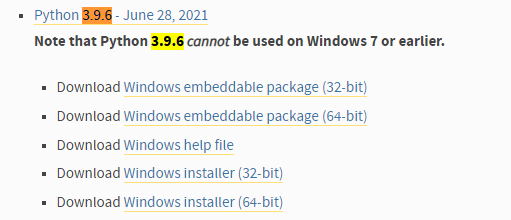 Python 3.9.6 - June 28, 2021
Note that Python 3.9.6 cannot be used on Windows 7 or earlier.
Download Windows embeddable package (32-bit)
Download Windows embeddable package (64-bit)
Download Windows help file
Download Windows installer (32-bit)
Download Windows installer (64-bit)